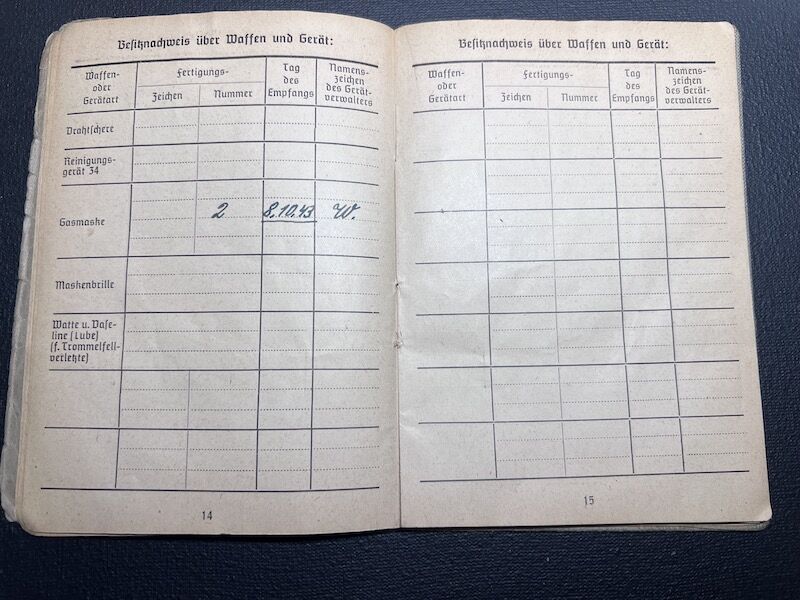 Besitznachweis über Waffen und Gerät:
Waffen-
oder
Gerätart
Fertigungs-
Zeichen
Nummer
Tag
des
Empfangs
Namens-
zeichen
des Gerät-
verwalters
Drahtschere
Reinigungs-
gerät 34
Gasmaske
2
8.10.43
W.
Maskenbrille
Watte u. Vase-
line (Tube)
(f. Trommelfell-
verletzte)
14
Besitznachweis über Waffen und Gerät:
Waffen-
oder
Gerätart
Fertigungs-
Zeichen
Nummer
Tag
des
Empfangs
Namens-
zeichen
des Gerät-
verwalters
15